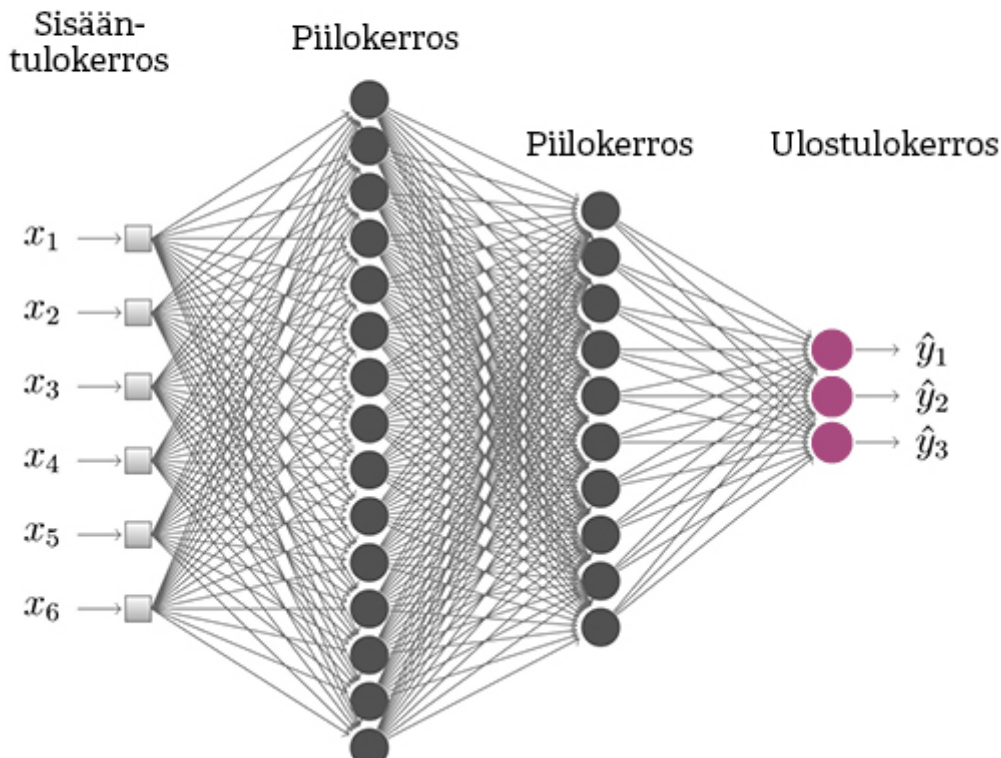 Sisään-
tulokerros
Piilokerros
Piilokerros
Ulostulokerros
x₁
x₂
x₃
x₄
x₅
x₆
ŷ₁
ŷ₂
ŷ₃